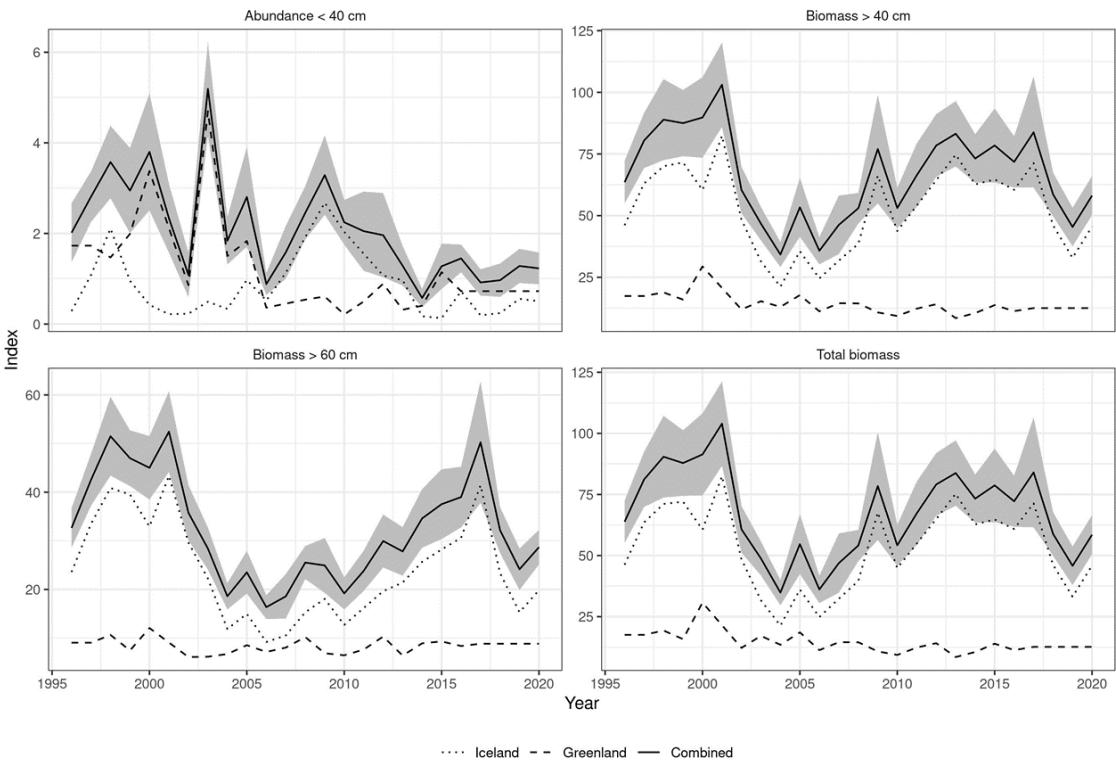 Abundance < 40 cm
Biomass > 40 cm
6
4
2
0
125
100
75
50
25
Index
Biomass > 60 cm
Total biomass
60
40
20
125
100
75
50
25
1995 2000 2005 2010 2015 2020
1995 2000 2005 2010 2015 2020
Year
Iceland Greenland Combined